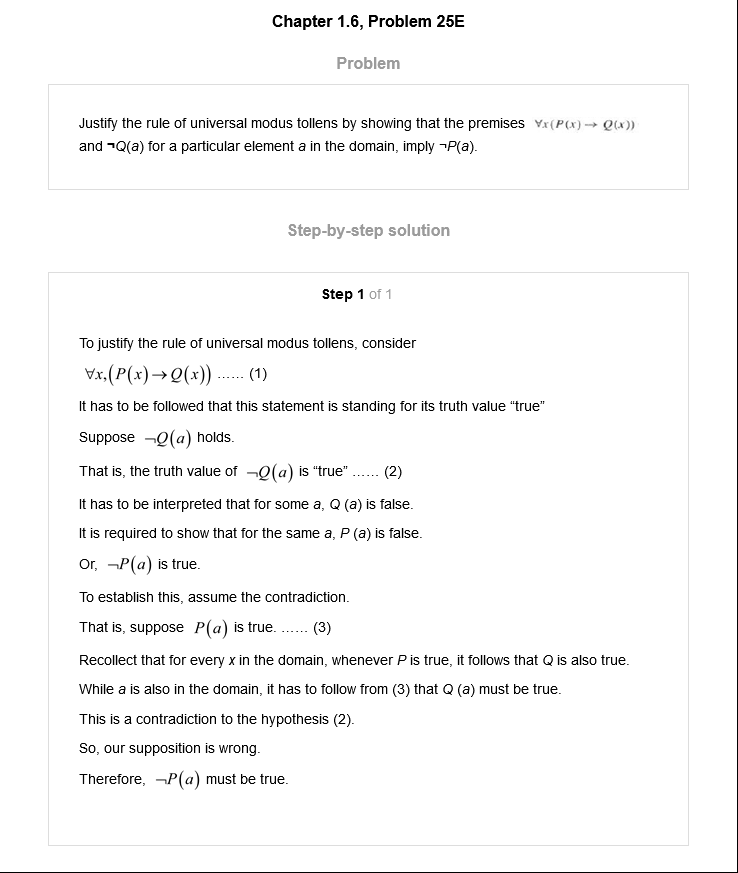 Chapter 1.6, Problem 25E
Problem
Justify the rule of universal modus tollens by showing that the premises ∀x(P(x) → Q(x))
and ¬Q(a) for a particular element a in the domain, imply ¬P(a).
Step-by-step solution
Step 1 of 1
To justify the rule of universal modus tollens, consider
∀x,(P(x)→Q(x)) ...... (1)
It has to be followed that this statement is standing for its truth value “true”
Suppose ¬Q(a) holds.
That is, the truth value of ¬Q(a) is “true” ...... (2)
It has to be interpreted that for some a, Q (a) is false.
It is required to show that for the same a, P (a) is false.
Or, ¬P(a) is true.
To establish this, assume the contradiction.
That is, suppose P(a) is true. ...... (3)
Recollect that for every x in the domain, whenever P is true, it follows that Q is also true.
While a is also in the domain, it has to follow from (3) that Q (a) must be true.
This is a contradiction to the hypothesis (2).
So, our supposition is wrong.
Therefore, ¬P(a) must be true.